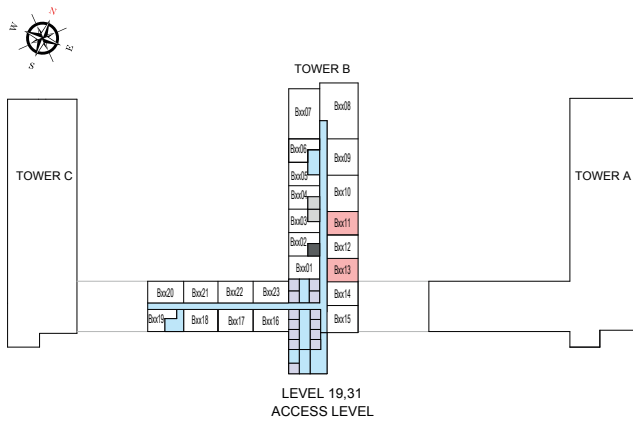 N
W
E
S
TOWER B
Bxx07
Bxx08
Bxx06
Bxx09
Bxx05
TOWER C
TOWER A
Bxx04
Bxx10
Bxx03
Bxx11
Bxx02
Bxx12
Bxx01
Bxx13
Bxx20 Bxx21 Bxx22 Bxx23
Bxx14
Bxx19 Bxx18 Bxx17 Bxx16
Bxx15
LEVEL 19,31
ACCESS LEVEL